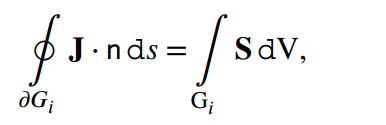 ∮_{∂G_i} J · n ds = ∫_{G_i} S dV,